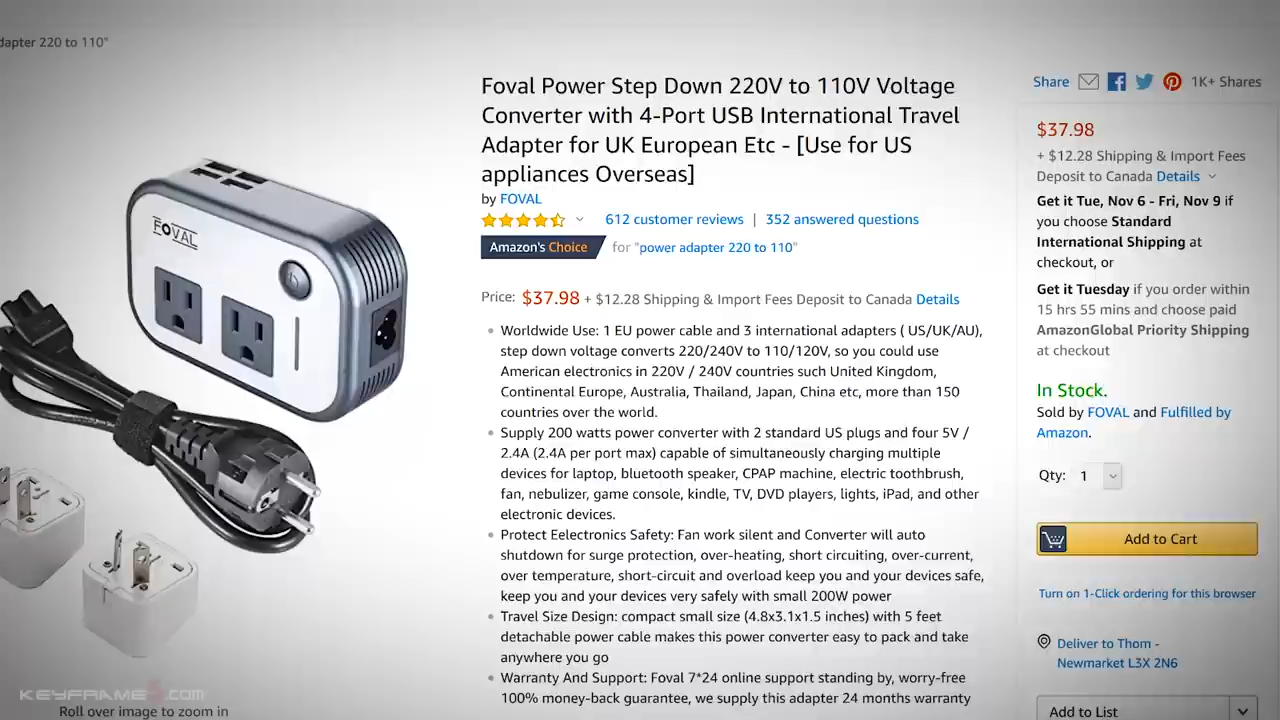 dapter 220 to 110"
Foval Power Step Down 220V to 110V Voltage
Converter with 4-Port USB International Travel
Adapter for UK European Etc - [Use for US
appliances Overseas]
by FOVAL
612 customer reviews | 352 answered questions
Amazon's Choice for "power adapter 220 to 110"
Price: $37.98 + $12.28 Shipping & Import Fees Deposit to Canada Details
• Worldwide Use: 1 EU power cable and 3 international adapters ( US/UK/AU),
step down voltage converts 220/240V to 110/120V, so you could use
American electronics in 220V / 240V countries such United Kingdom,
Continental Europe, Australia, Thailand, Japan, China etc, more than 150
countries over the world.
• Supply 200 watts power converter with 2 standard US plugs and four 5V /
2.4A (2.4A per port max) capable of simultaneously charging multiple
devices for laptop, bluetooth speaker, CPAP machine, electric toothbrush,
fan, nebulizer, game console, kindle, TV, DVD players, lights, iPad, and other
electronic devices.
• Protect Eelectronics Safety: Fan work silent and Converter will auto
shutdown for surge protection, over-heating, short circuiting, over-current,
over temperature, short-circuit and overload keep you and your devices safe,
keep you and your devices very safely with small 200W power
• Travel Size Design: compact small size (4.8x3.1x1.5 inches) with 5 feet
detachable power cable makes this power converter easy to pack and take
anywhere you go
• Warranty And Support: Foval 7*24 online support standing by, worry-free
100% money-back guarantee, we supply this adapter 24 months warranty
Share 1K+ Shares
$37.98
+ $12.28 Shipping & Import Fees
Deposit to Canada Details
Get it Tue, Nov 6 - Fri, Nov 9 if
you choose Standard
International Shipping at
checkout, or
Get it Tuesday if you order within
15 hrs 55 mins and choose paid
AmazonGlobal Priority Shipping
at checkout
In Stock.
Sold by FOVAL and Fulfilled by
Amazon.
Qty: 1
Add to Cart
Turn on 1-Click ordering for this browser
Deliver to Thom -
Newmarket L3X 2N6
Add to List
FOVAL
KEYFRAME5.COM
Roll over image to zoom in